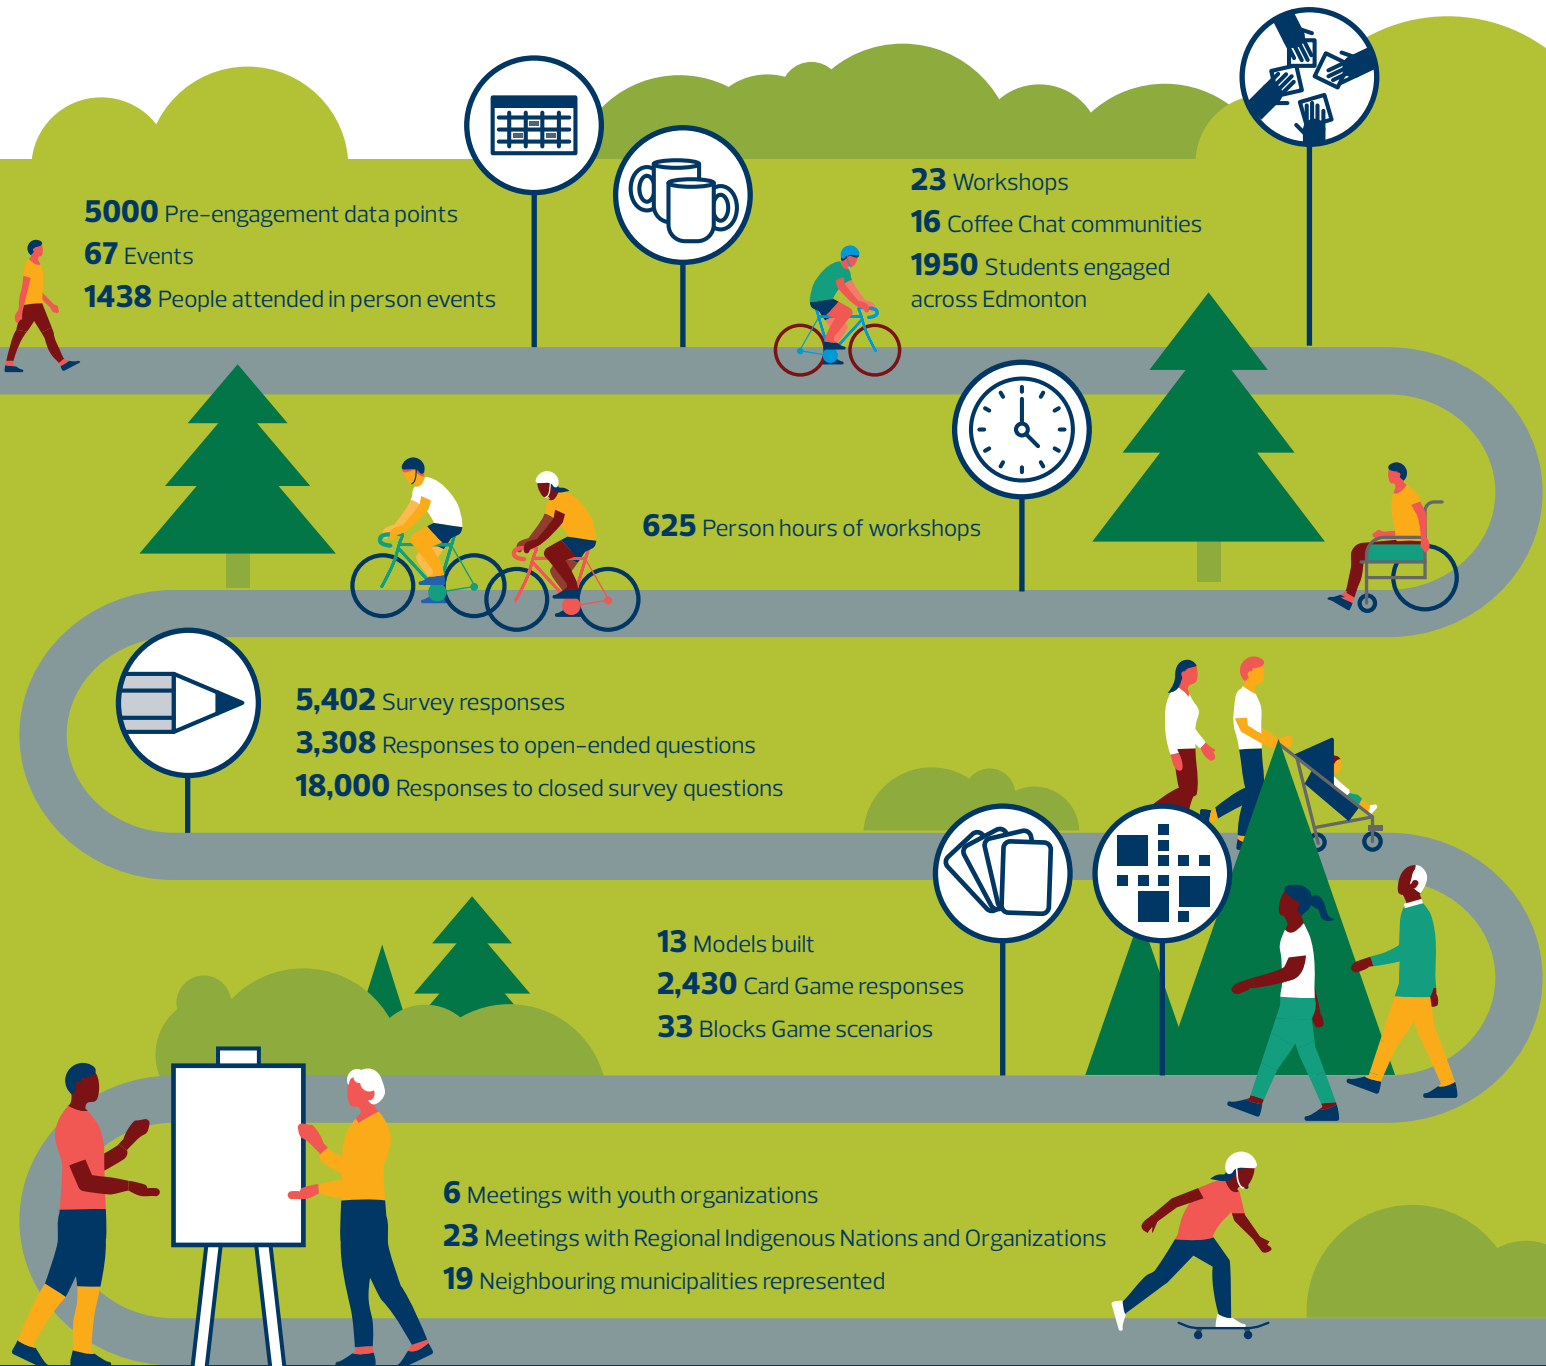 5000 Pre-engagement data points
67 Events
1438 People attended in person events
23 Workshops
16 Coffee Chat communities
1950 Students engaged
across Edmonton
625 Person hours of workshops
5,402 Survey responses
3,308 Responses to open-ended questions
18,000 Responses to closed survey questions
13 Models built
2,430 Card Game responses
33 Blocks Game scenarios
6 Meetings with youth organizations
23 Meetings with Regional Indigenous Nations and Organizations
19 Neighbouring municipalities represented